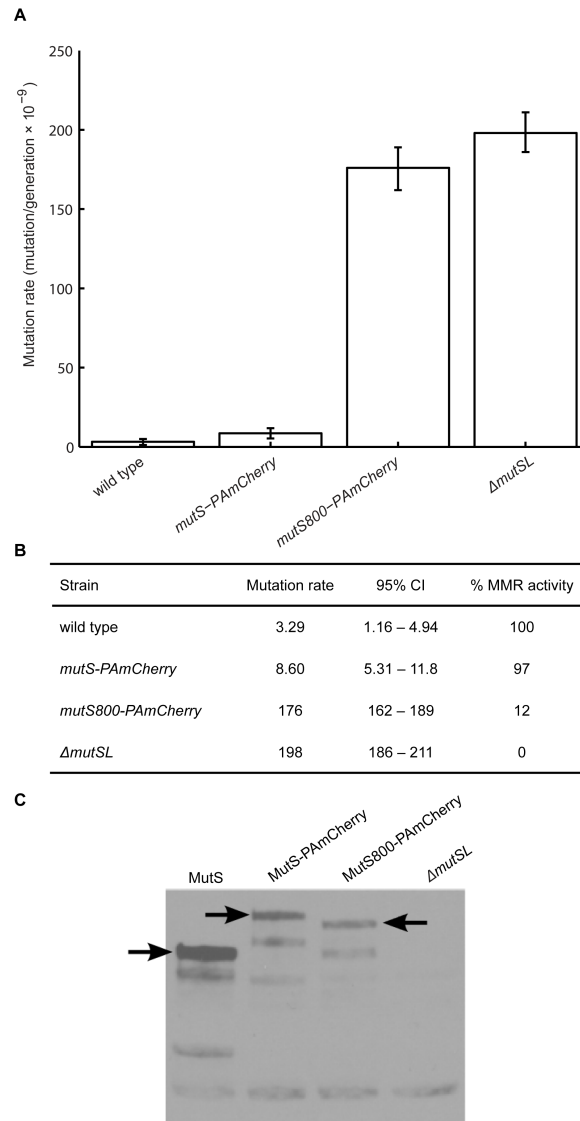 A
Mutation rate (mutation/generation × 10⁻⁹)
250
200
150
100
50
0
wild type
mutS–PAmCherry
mutS800–PAmCherry
ΔmutSL
B
Strain Mutation rate 95% CI % MMR activity
wild type 3.29 1.16 – 4.94 100
mutS-PAmCherry 8.60 5.31 – 11.8 97
mutS800-PAmCherry 176 162 – 189 12
ΔmutSL 198 186 – 211 0
C
MutS
MutS-PAmCherry
MutS800-PAmCherry
ΔmutSL